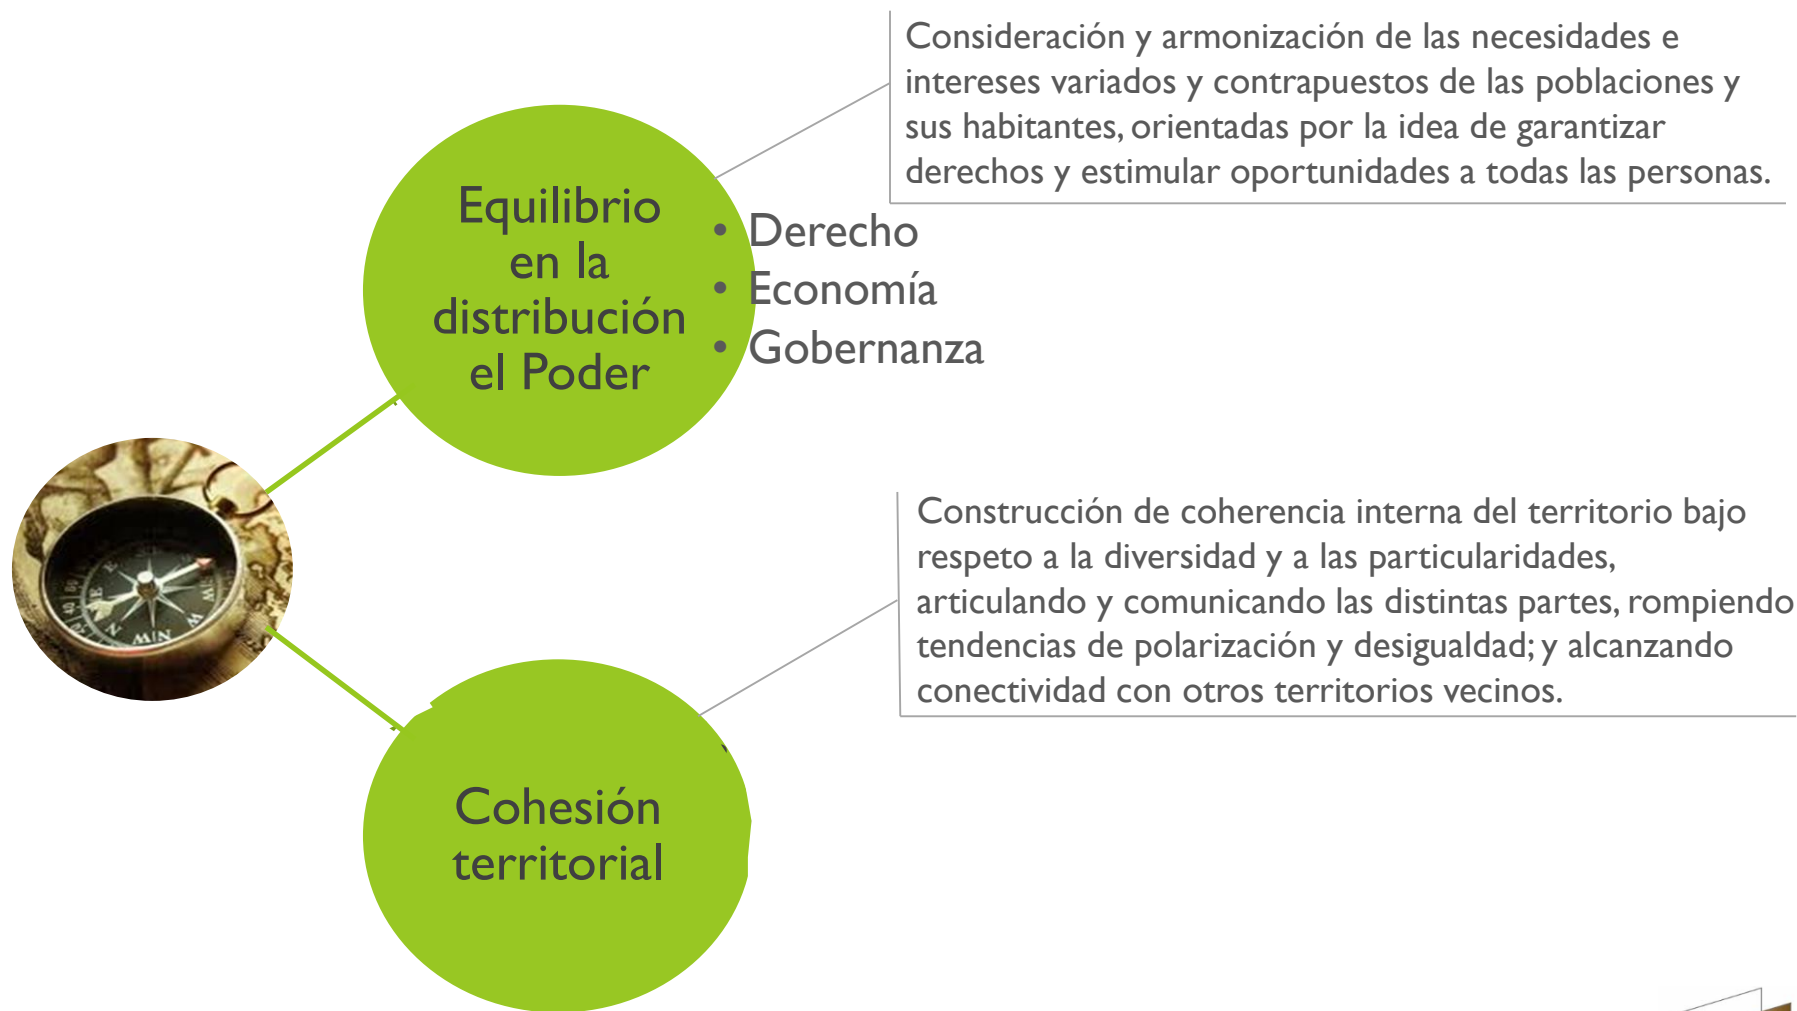 Consideración y armonización de las necesidades e
intereses variados y contrapuestos de las poblaciones y
sus habitantes, orientadas por la idea de garantizar
derechos y estimular oportunidades a todas las personas.
Equilibrio
en la
distribución
el Poder
• Derecho
• Economía
• Gobernanza
Construcción de coherencia interna del territorio bajo
respeto a la diversidad y a las particularidades,
articulando y comunicando las distintas partes, rompiendo
tendencias de polarización y desigualdad; y alcanzando
conectividad con otros territorios vecinos.
Cohesión
territorial